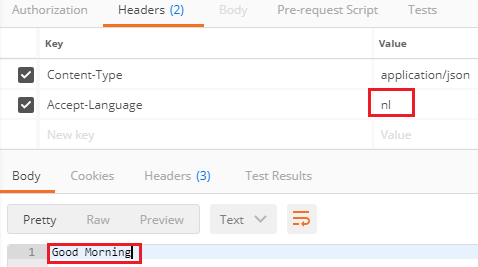 Authorization Headers (2) Body Pre-request Script Tests
Key Value
Content-Type application/json
Accept-Language nl
New key Value
Body Cookies Headers (3) Test Results
Pretty Raw Preview Text
1 Good Morning